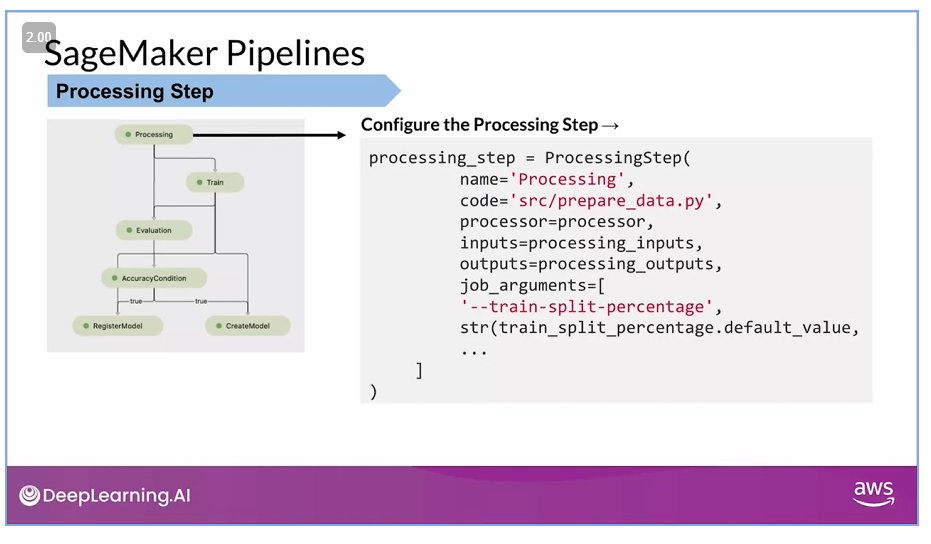 2.00
SageMaker Pipelines
Processing Step
Processing
Train
Evaluation
AccuracyCondition
true
true
RegisterModel
CreateModel
Configure the Processing Step →
processing_step = ProcessingStep(
name='Processing',
code='src/prepare_data.py',
processor=processor,
inputs=processing_inputs,
outputs=processing_outputs,
job_arguments=[
'--train-split-percentage',
str(train_split_percentage.default_value,
...
]
)
DeepLearning.AI
aws